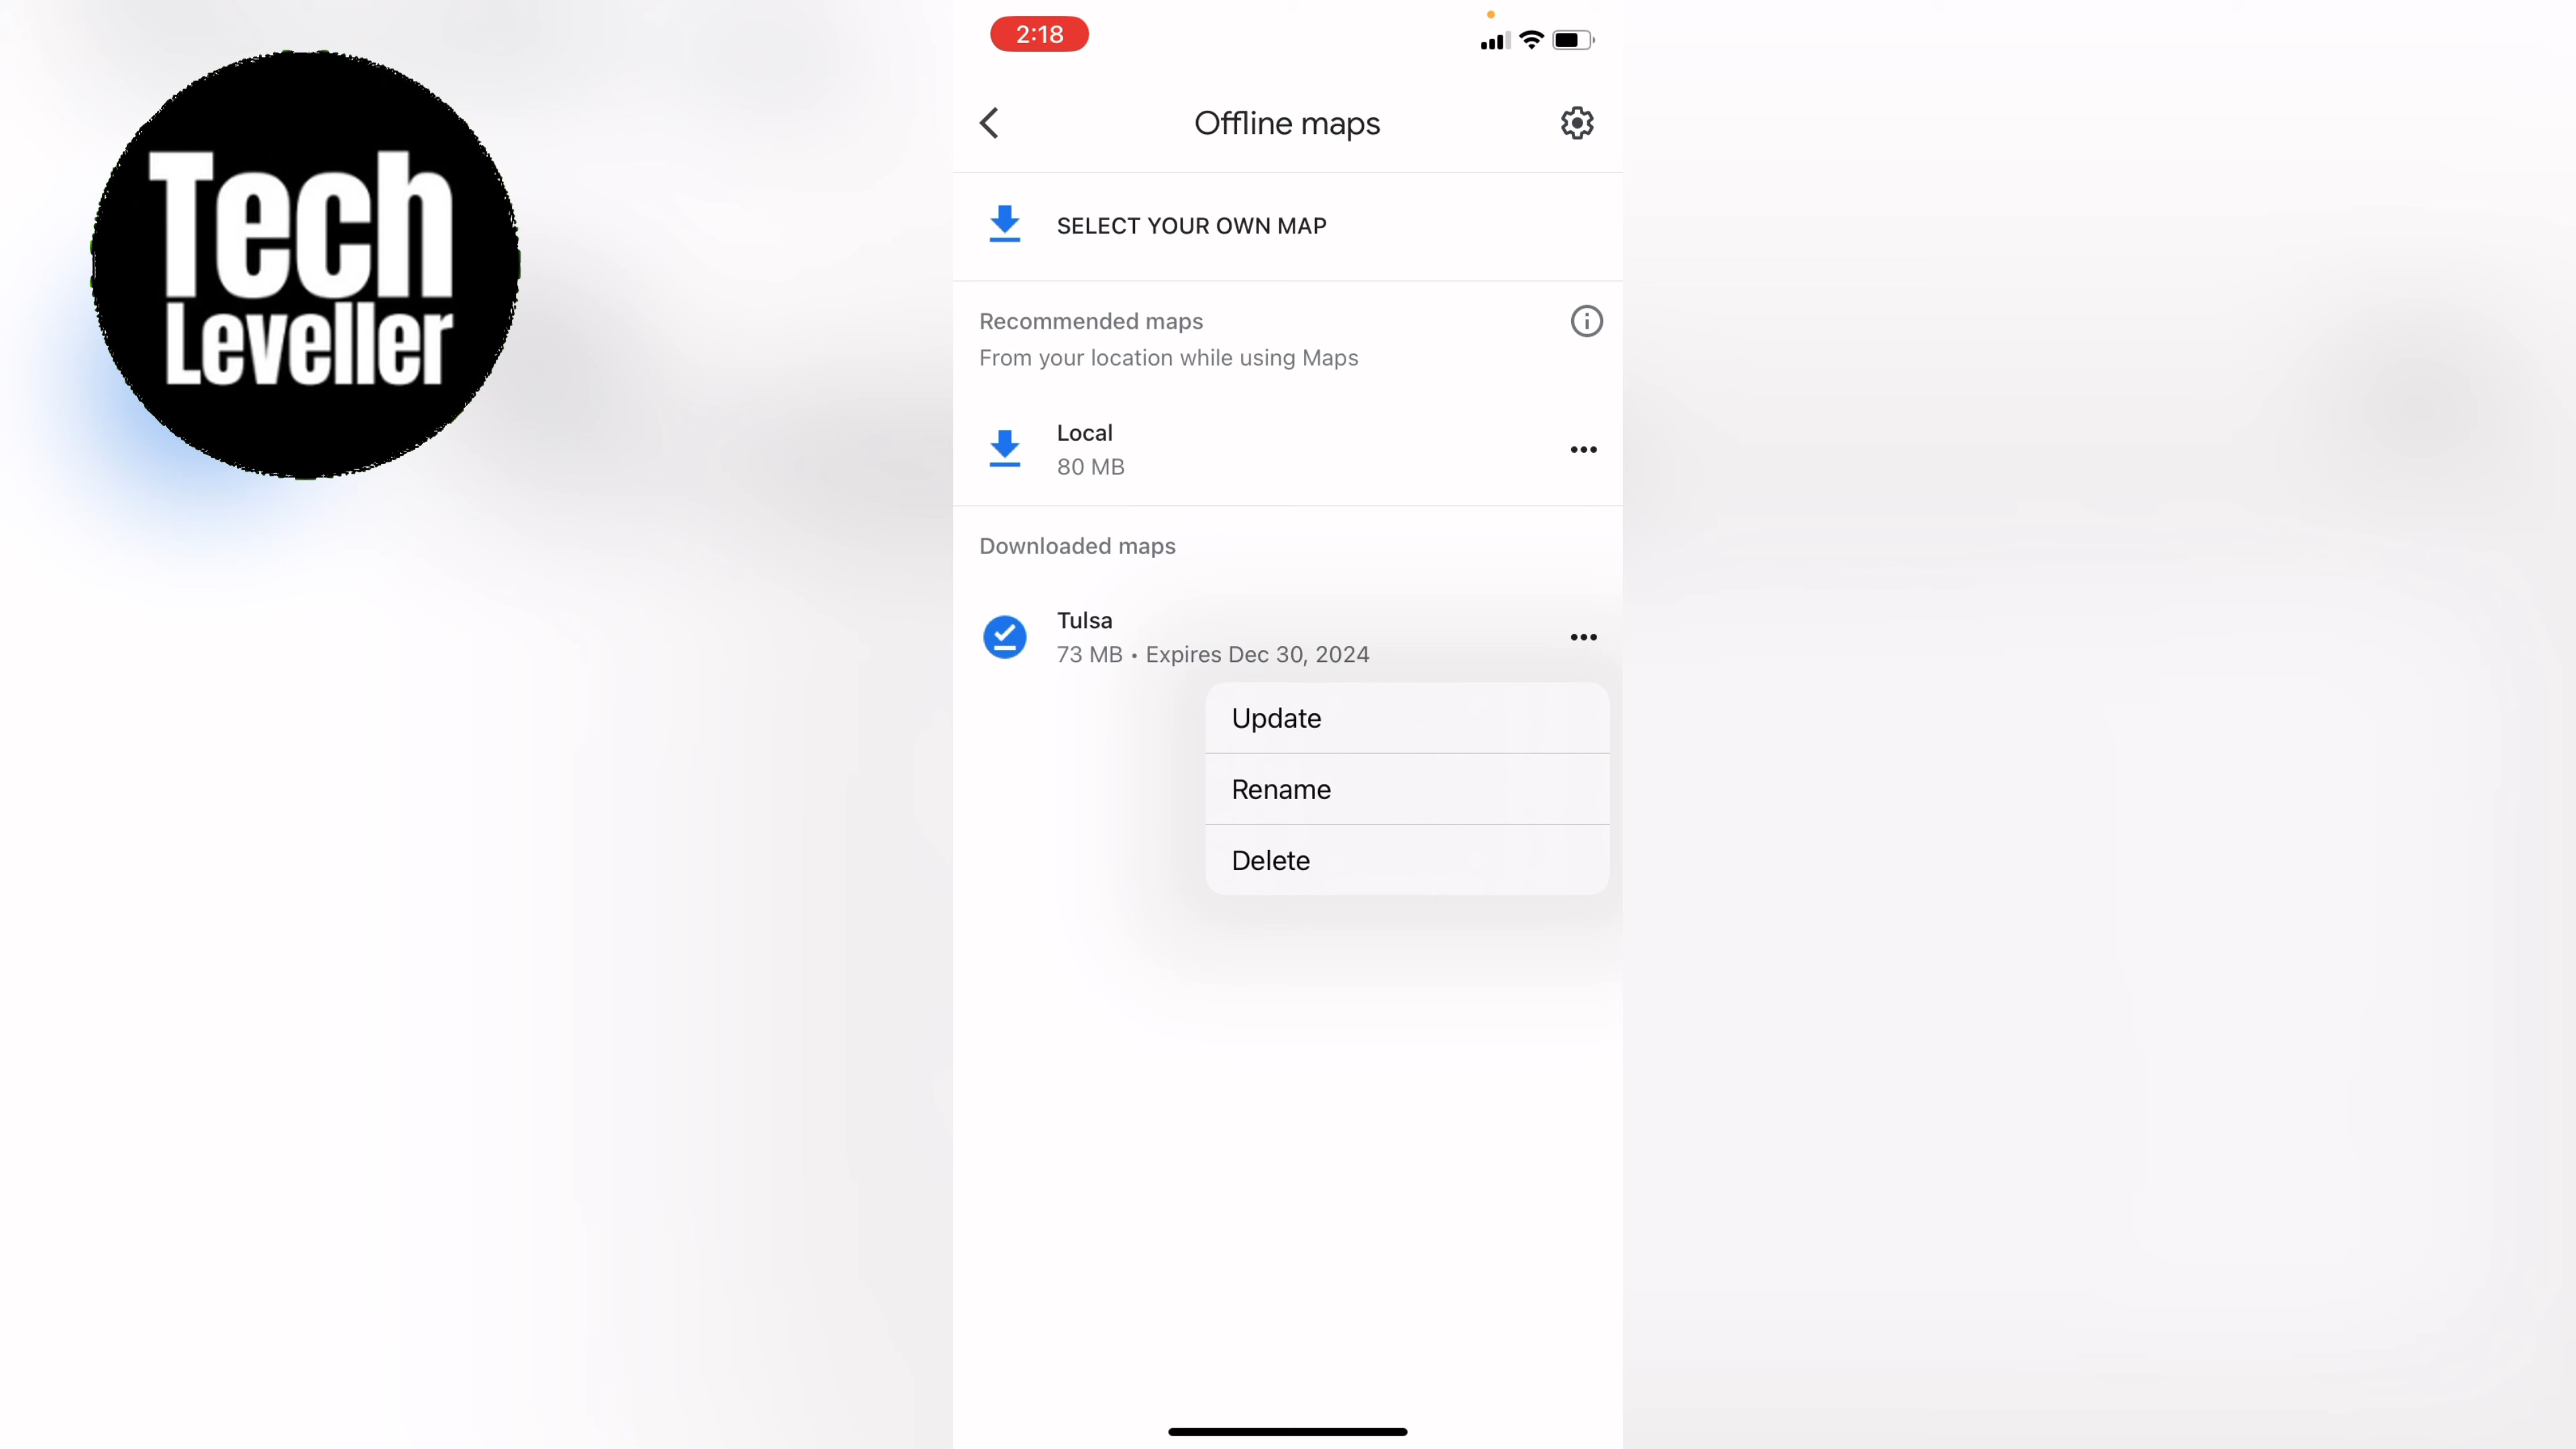 Tech
Leveller
2:18
Offline maps
SELECT YOUR OWN MAP
Recommended maps
From your location while using Maps
Local
80 MB
Downloaded maps
Tulsa
73 MB • Expires Dec 30, 2024
Update
Rename
Delete